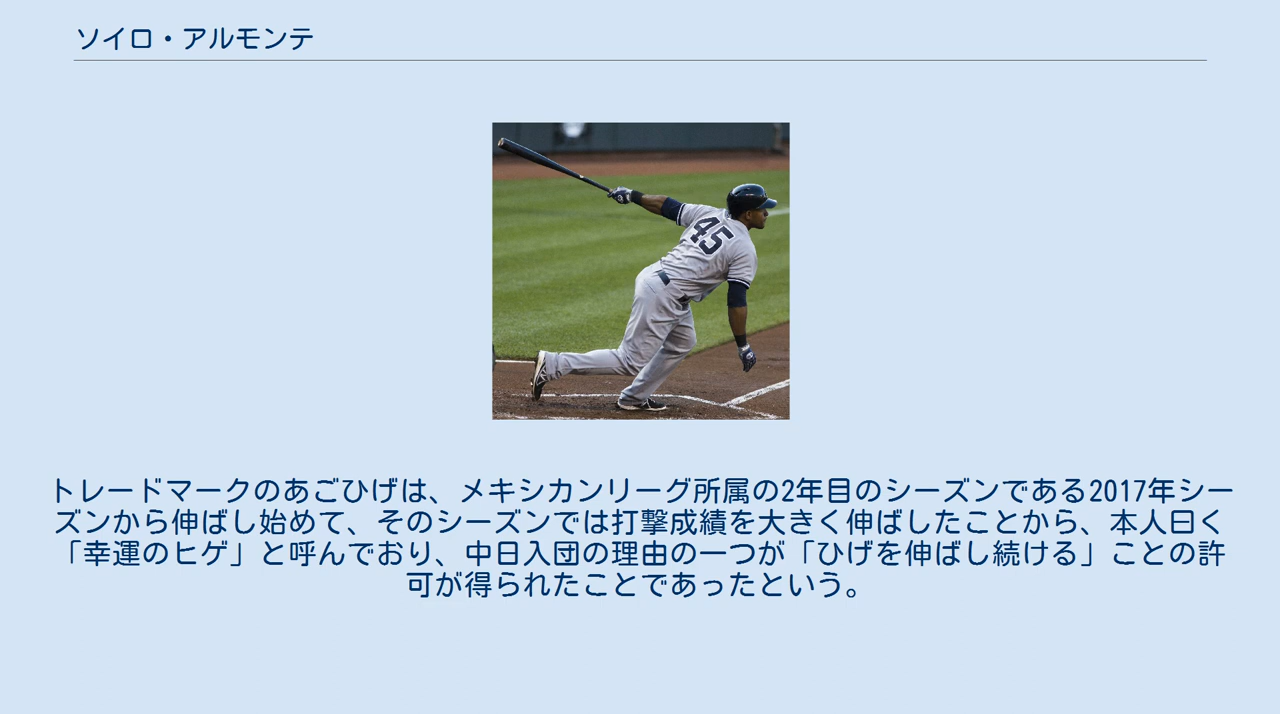 ソイロ・アルモンテ
45
トレードマークのあごひげは、メキシカンリーグ所属の2年目のシーズンである2017年シー
ズンから伸ばし始めて、そのシーズンでは打撃成績を大きく伸ばしたことから、本人曰く
「幸運のヒゲ」と呼んでおり、中日入団の理由の一つが「ひげを伸ばし続ける」ことの許
可が得られたことであったという。